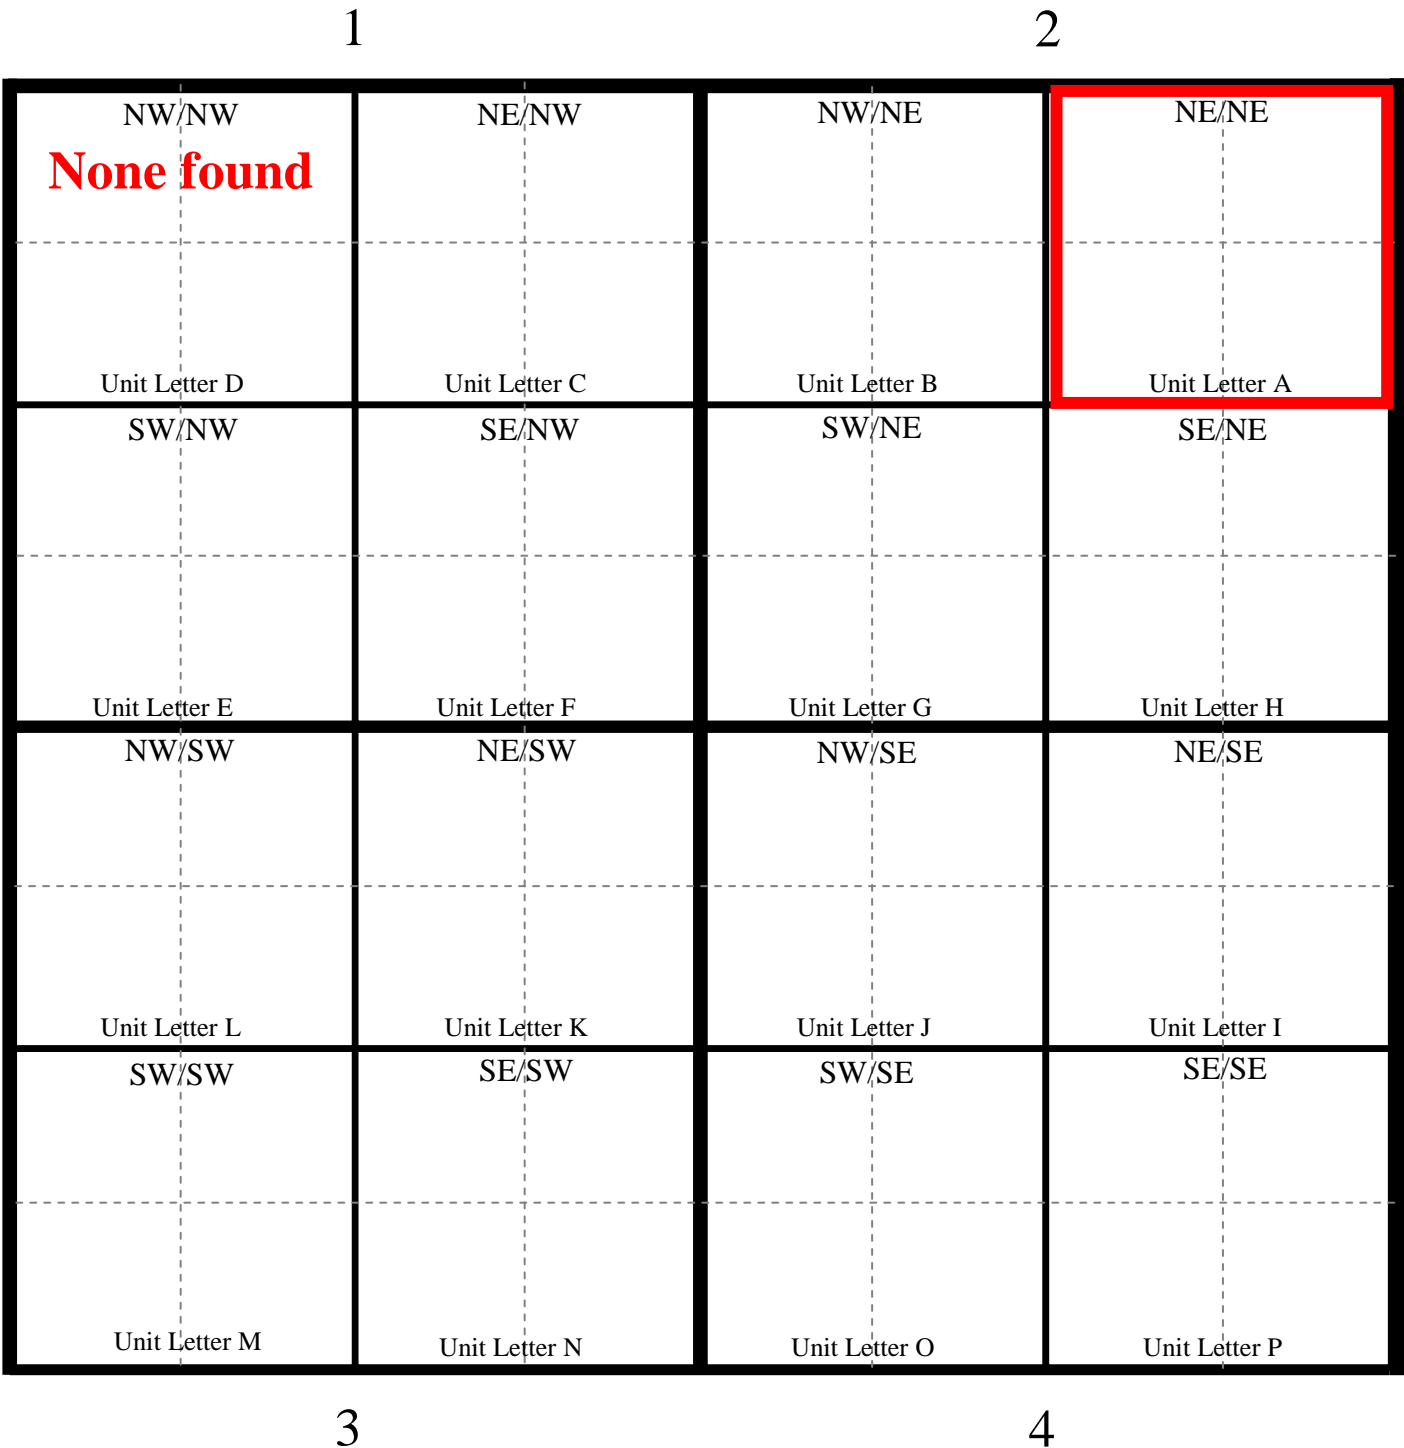 1
2
NW/NW
NE/NW
NW/NE
NE/NE
None found
Unit Letter D
Unit Letter C
Unit Letter B
Unit Letter A
SW/NW
SE/NW
SW/NE
SE/NE
Unit Letter E
Unit Letter F
Unit Letter G
Unit Letter H
NW/SW
NE/SW
NW/SE
NE/SE
Unit Letter L
Unit Letter K
Unit Letter J
Unit Letter I
SW/SW
SE/SW
SW/SE
SE/SE
Unit Letter M
Unit Letter N
Unit Letter O
Unit Letter P
3
4